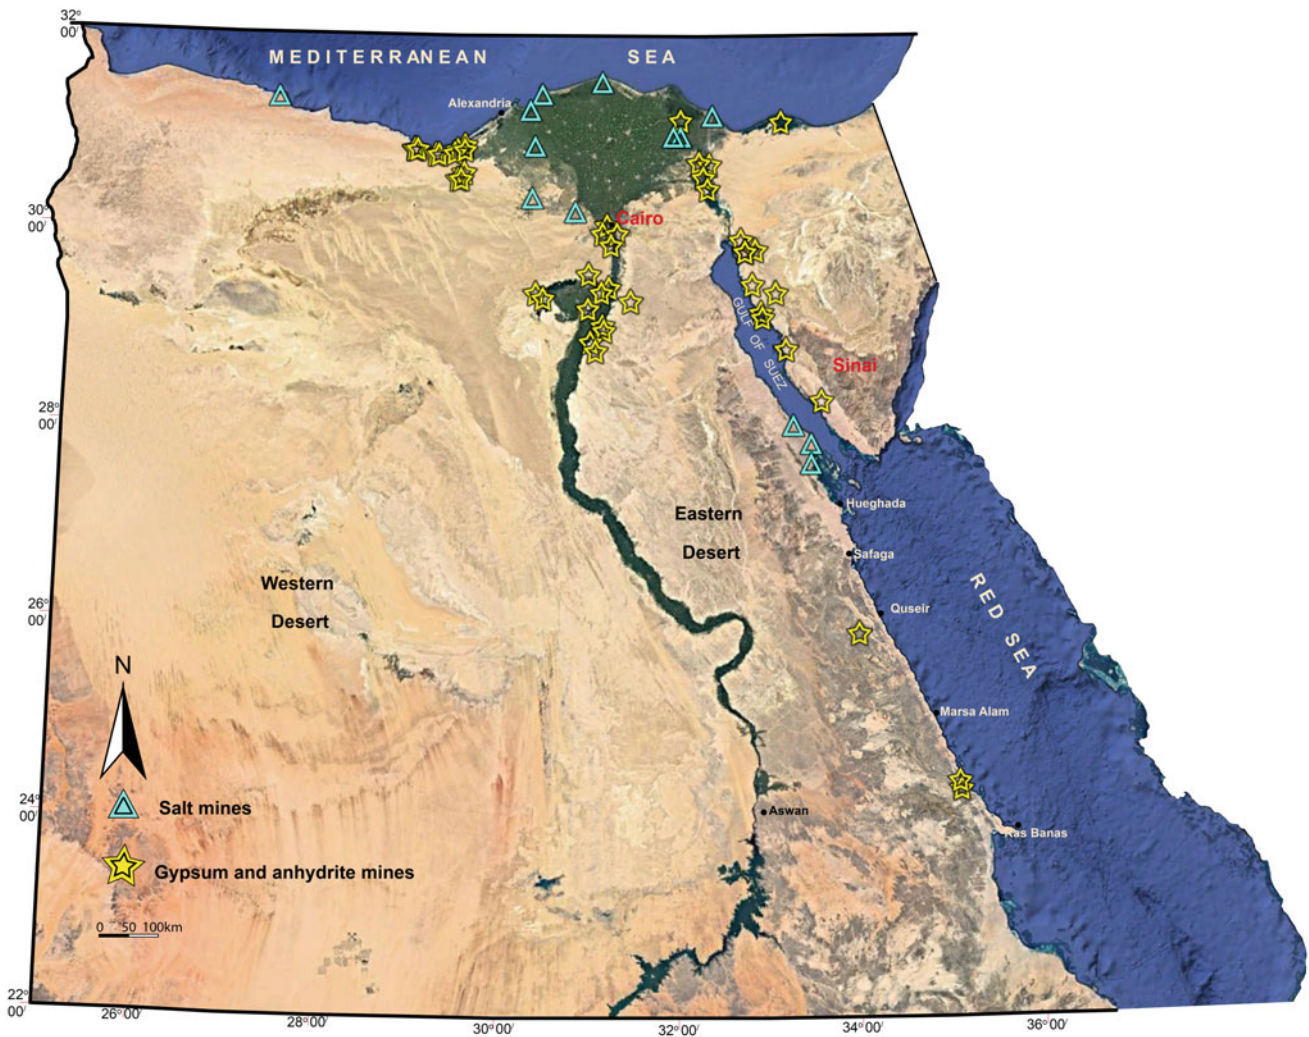 32°
00′
MEDITERRANEAN SEA
Alexandria
30°
00′
Cairo
GULF OF SUEZ
Sinai
28°
00′
Hueghada
Eastern
Desert
Safaga
Western
Desert
RED SEA
26°
00′
Quseir
N
Marsa Alam
24°
00′
Salt mines
Aswan
Ras Banas
Gypsum and anhydrite mines
0 50 100km
22°
00′
26°00′
28°00′
30°00′
32°00′
34°00′
36°00′